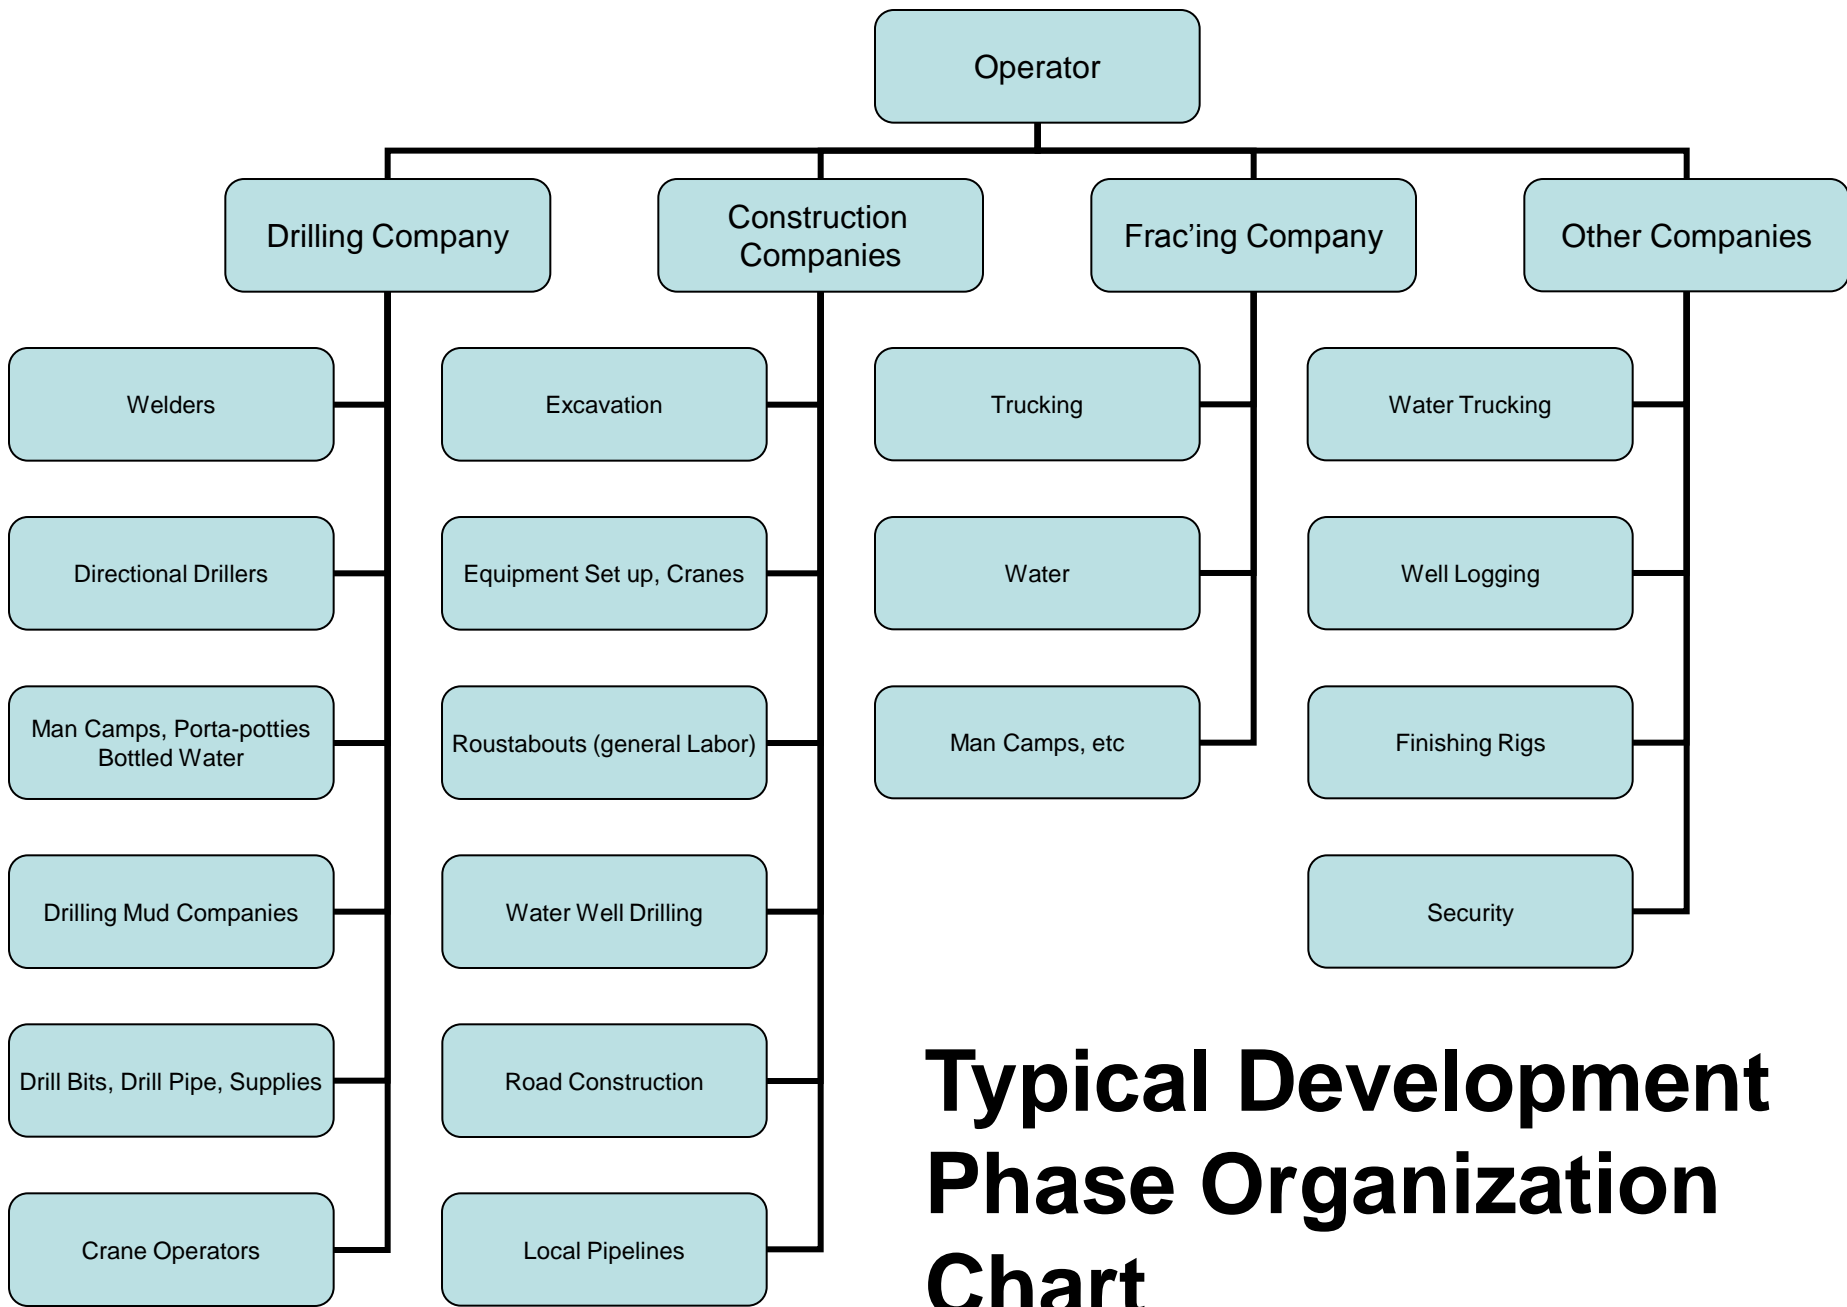 Operator
Drilling Company
Construction
Companies
Frac’ing Company
Other Companies
Welders
Directional Drillers
Man Camps, Porta-potties
Bottled Water
Drilling Mud Companies
Drill Bits, Drill Pipe, Supplies
Crane Operators
Excavation
Equipment Set up, Cranes
Roustabouts (general Labor)
Water Well Drilling
Road Construction
Local Pipelines
Trucking
Water
Man Camps, etc
Water Trucking
Well Logging
Finishing Rigs
Security
Typical Development
Phase Organization
Chart